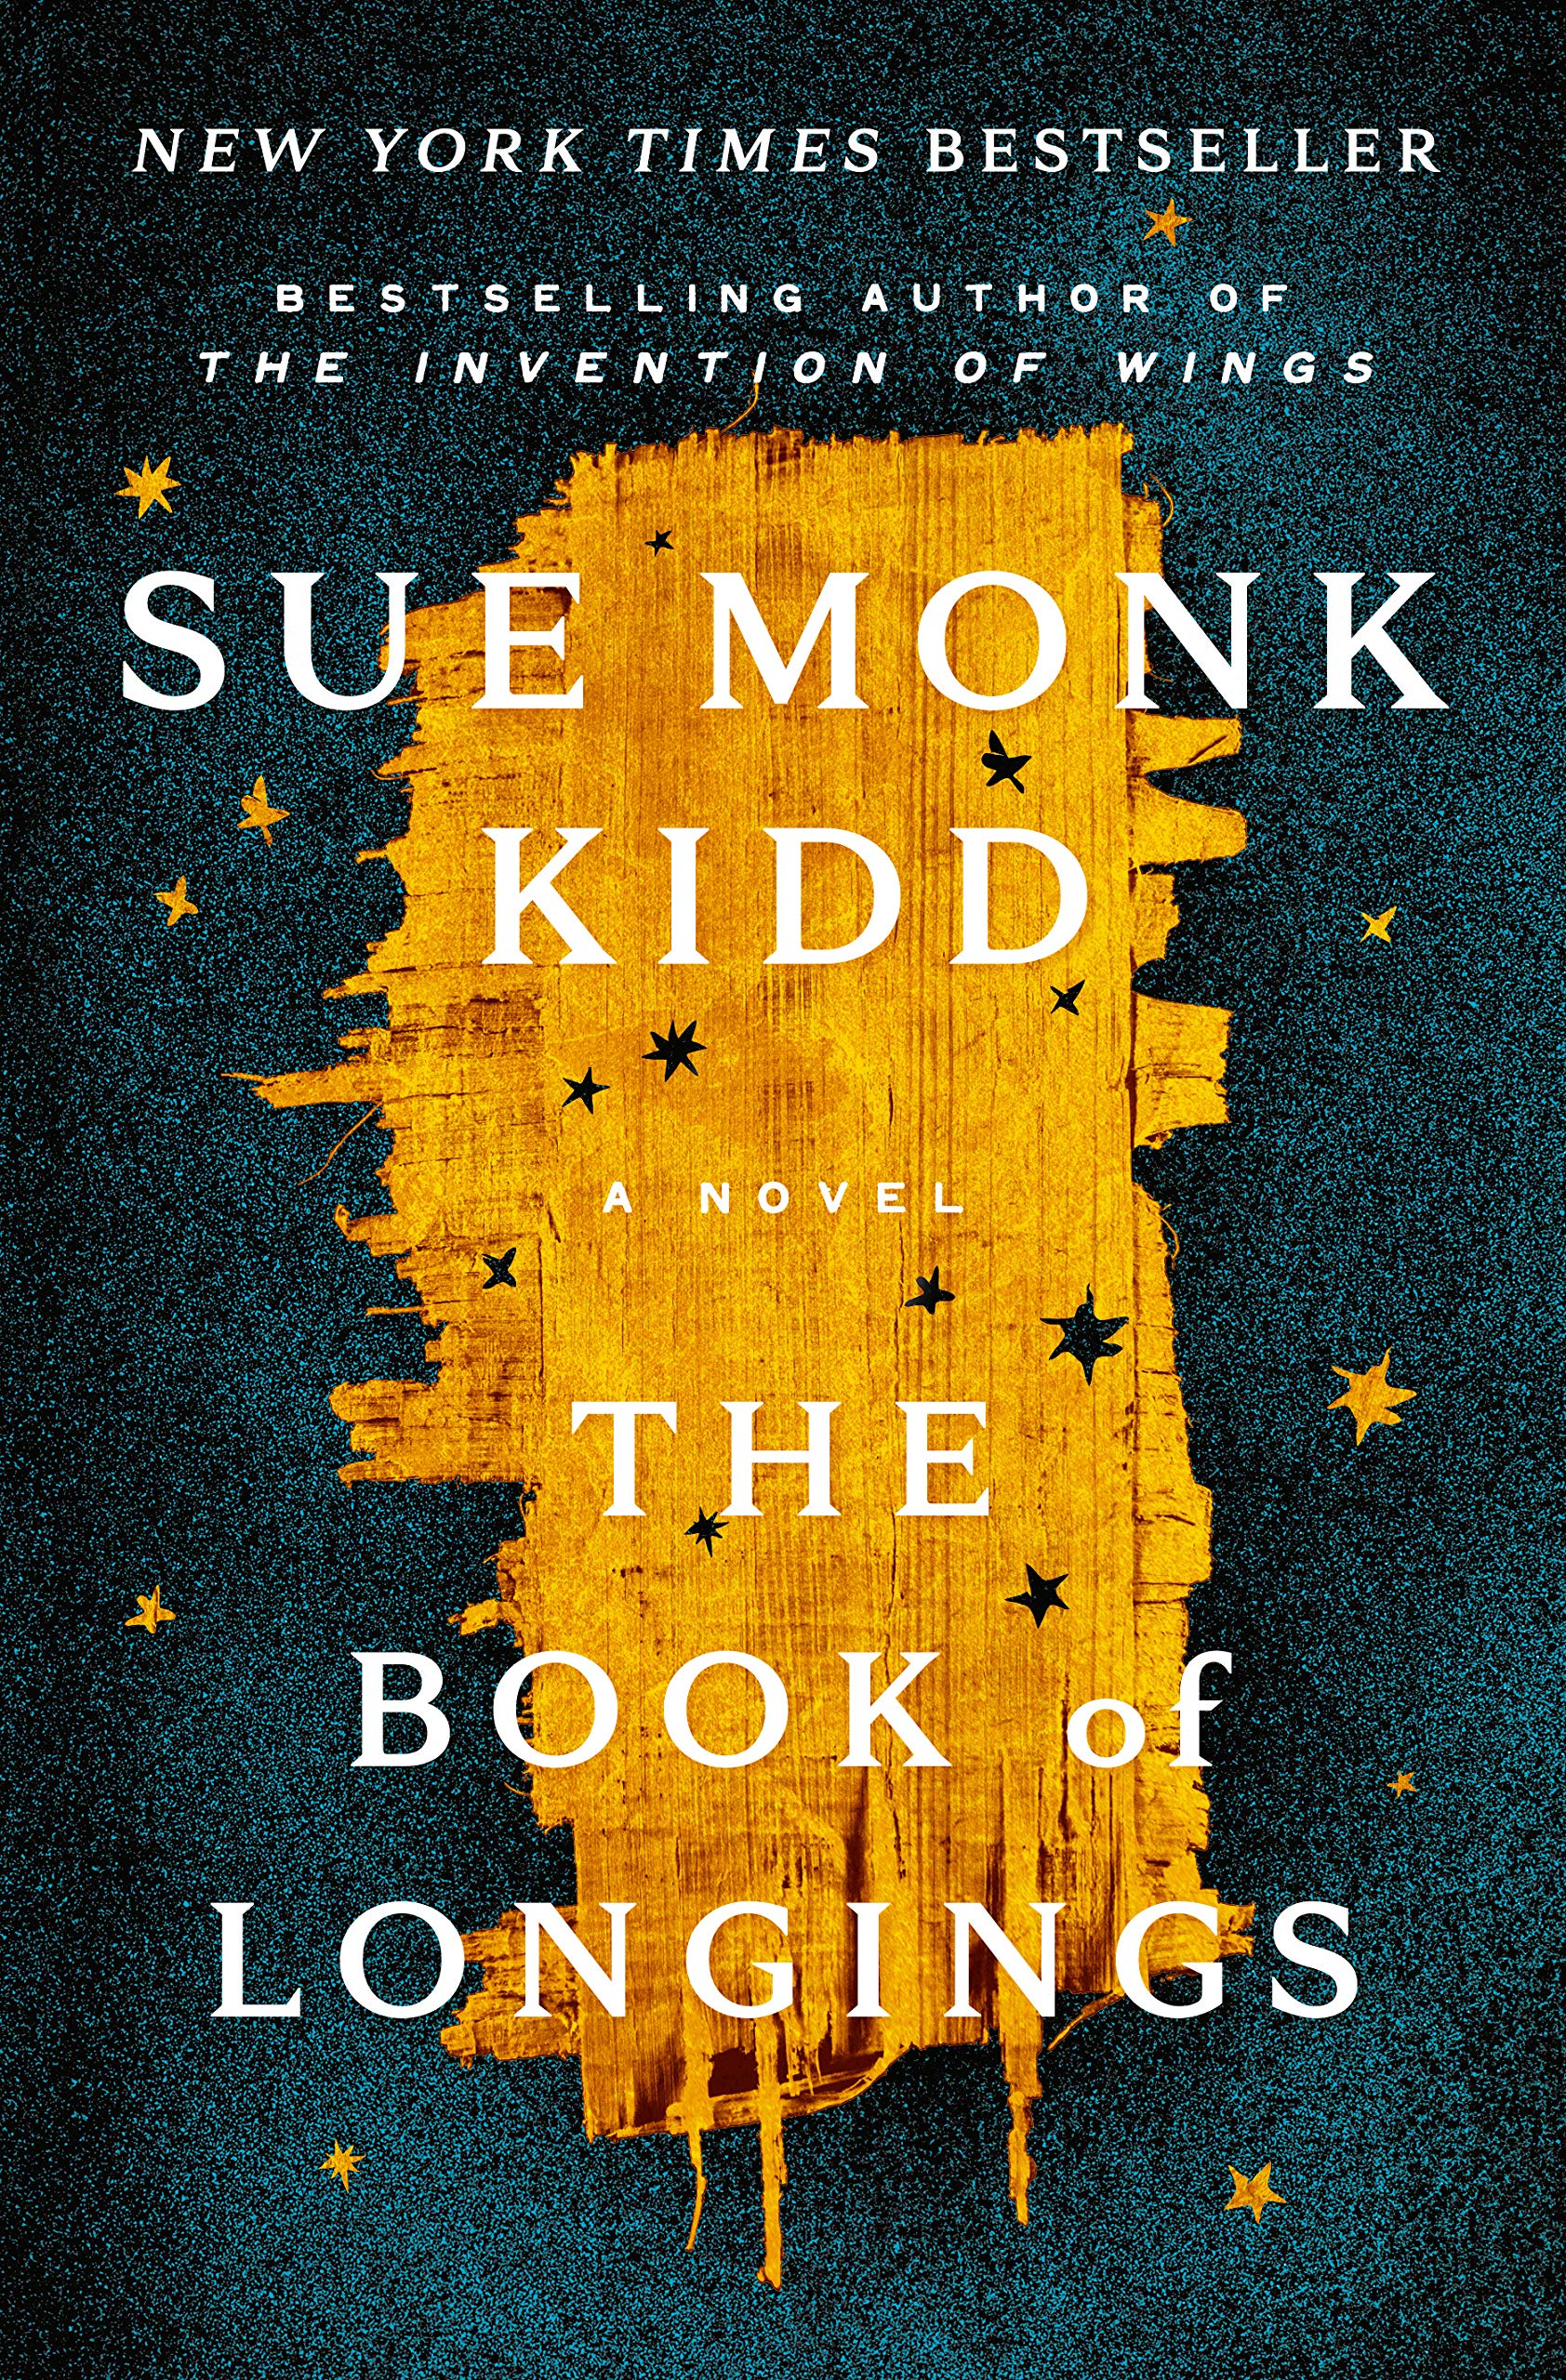 NEW YORK TIMES BESTSELLER
BESTSELLING AUTHOR OF
THE INVENTION OF WINGS
SUE MONK
KIDD
A NOVEL
THE
BOOK of
LONGINGS